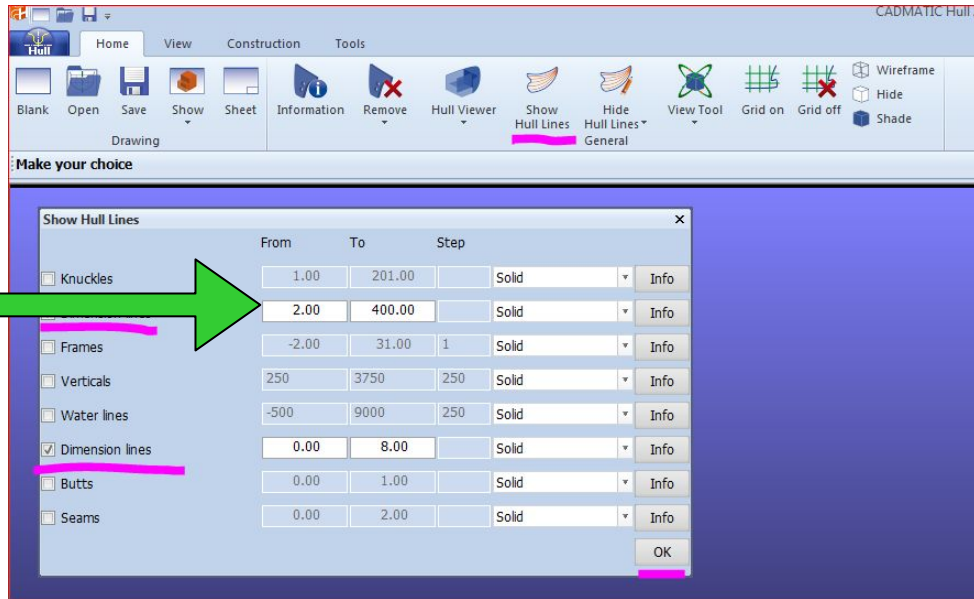 CADMATIC Hull
Hull
Home View Construction Tools
Blank Open Save Show Sheet Information Remove Hull Viewer Show Hull Lines Hide Hull Lines View Tool Grid on Grid off Wireframe
Hide
Shade
Drawing General
Make your choice
Show Hull Lines
From To Step
Knuckles 1.00 201.00 Solid Info
2.00 400.00 Solid Info
Frames -2.00 31.00 1 Solid Info
Verticals 250 3750 250 Solid Info
Water lines -500 9000 250 Solid Info
Dimension lines 0.00 8.00 Solid Info
Butts 0.00 1.00 Solid Info
Seams 0.00 2.00 Solid Info
OK